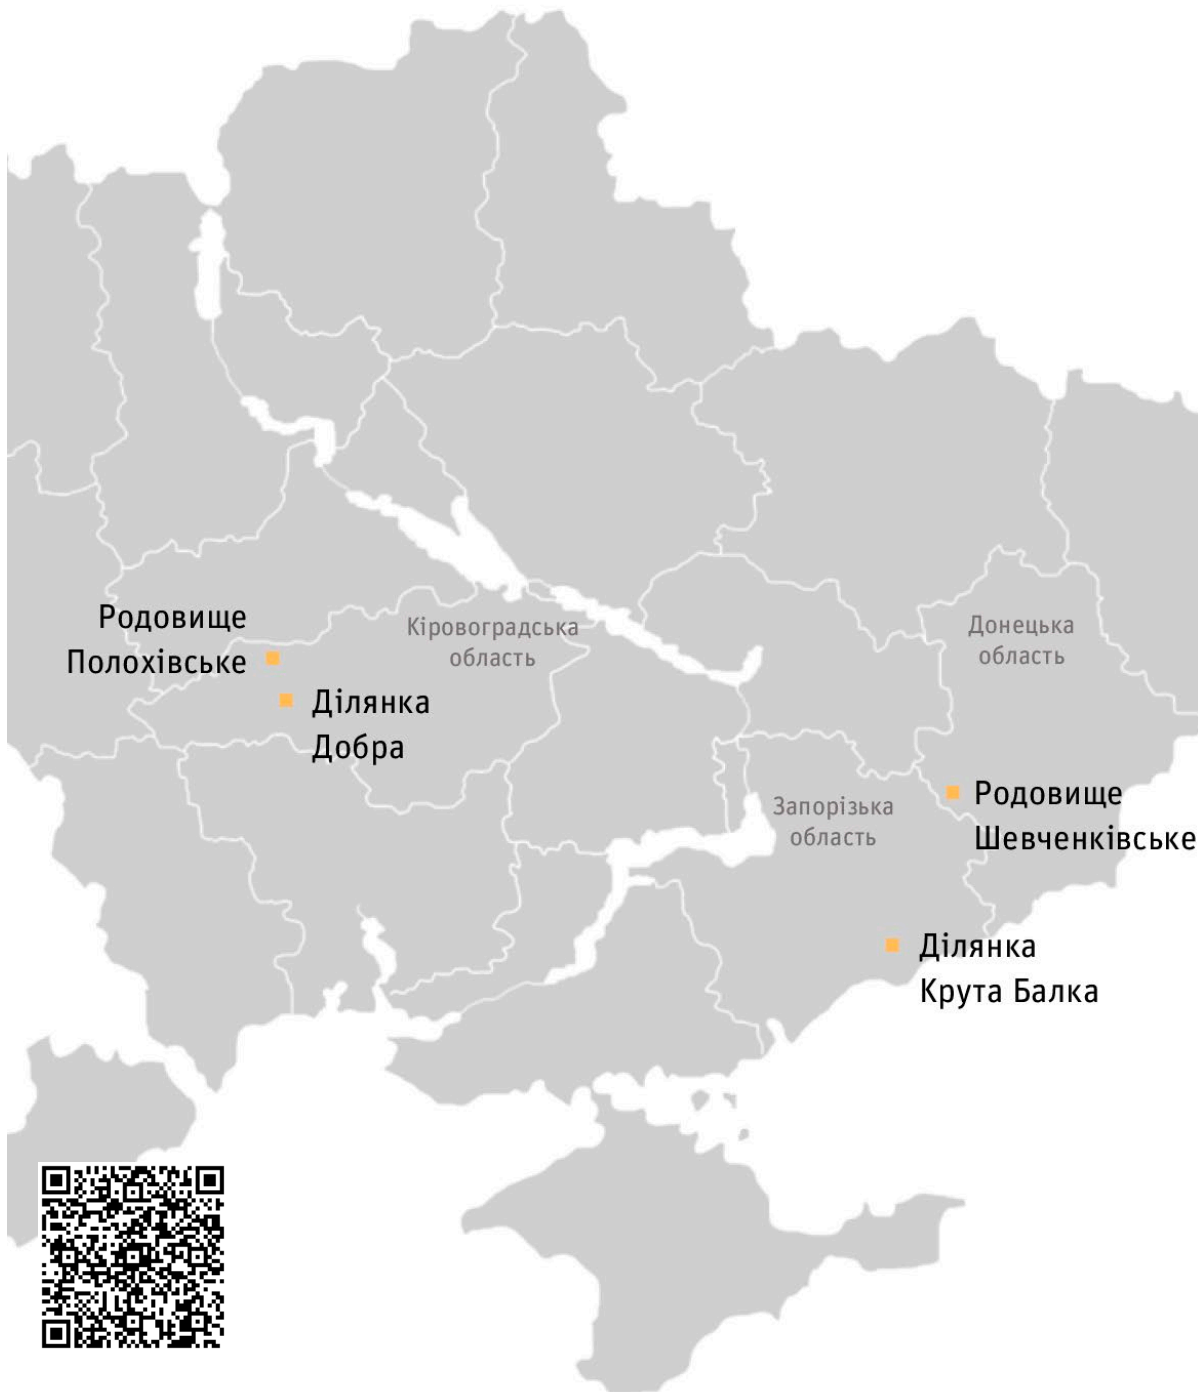 Родовище
Полохівське
Кіровоградська
область
Ділянка
Добра
Донецька
область
Запорізька
область
Родовище
Шевченківське
Ділянка
Крута Балка